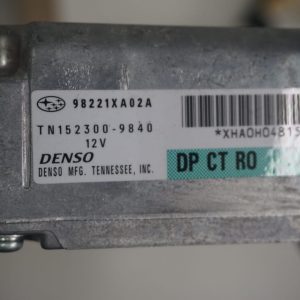 98221XA02A
TN152300-9840
12V
DENSO
DENSO MFG. TENNESSEE, INC.
DP CT RO